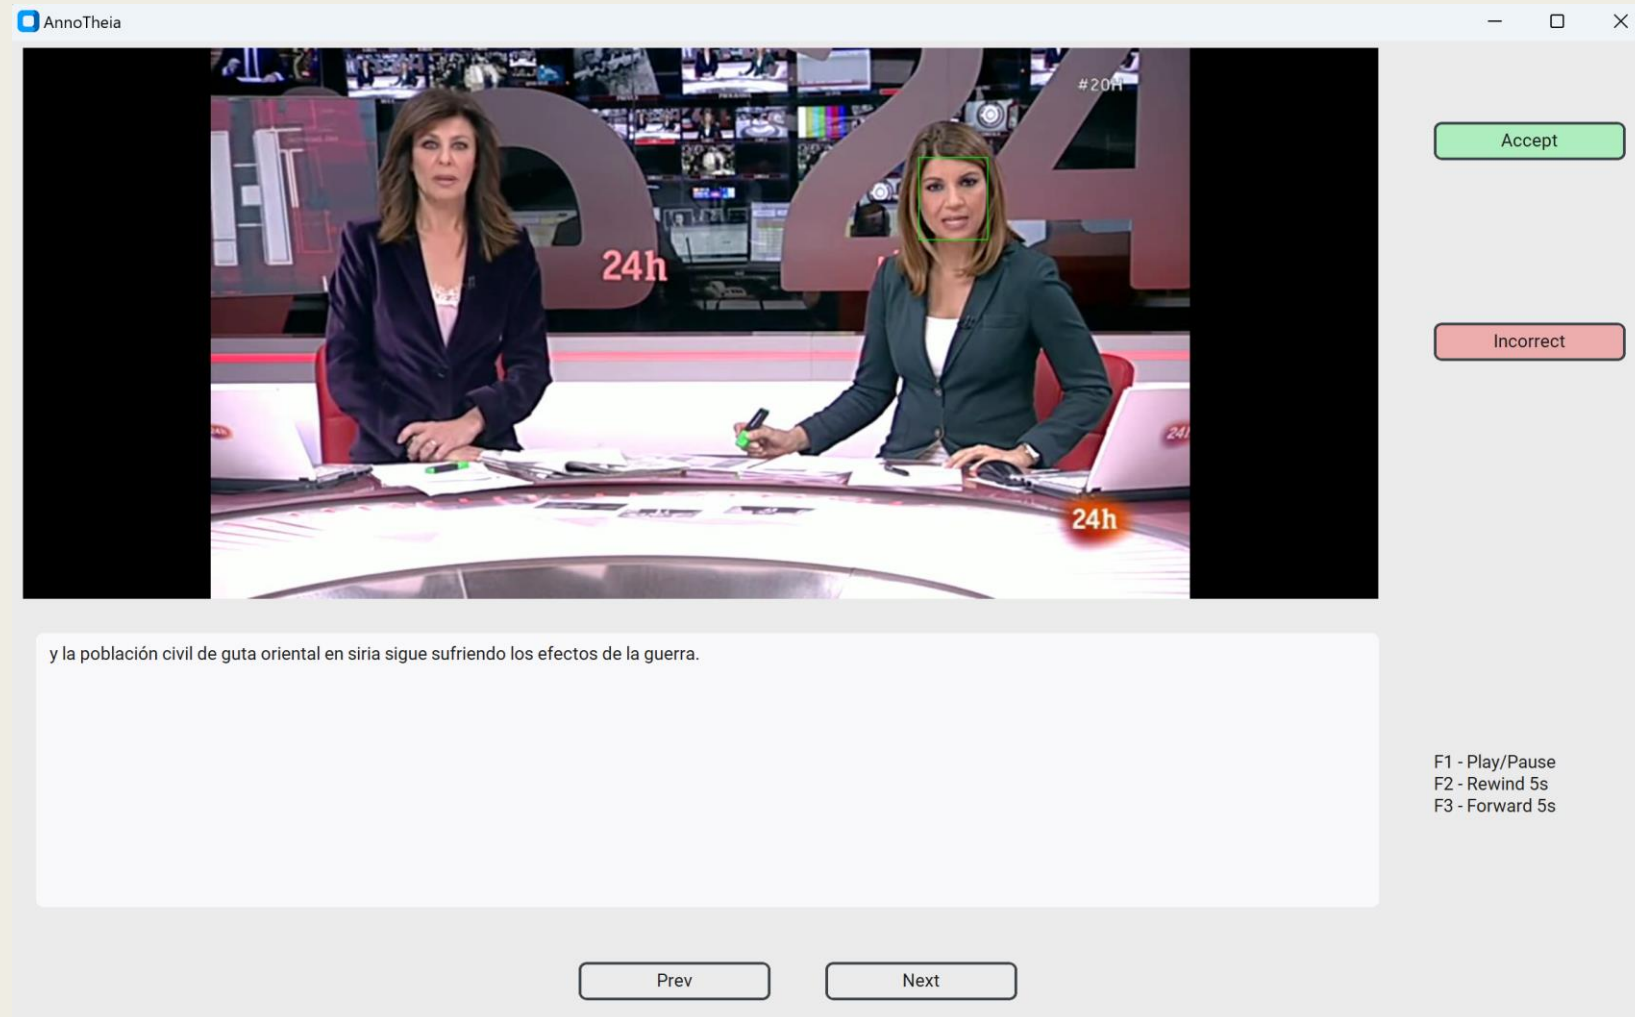 AnnoTheia
#20H
24h
24h
24h
y la población civil de guta oriental en siria sigue sufriendo los efectos de la guerra.
Accept
Incorrect
F1 - Play/Pause
F2 - Rewind 5s
F3 - Forward 5s
Prev
Next